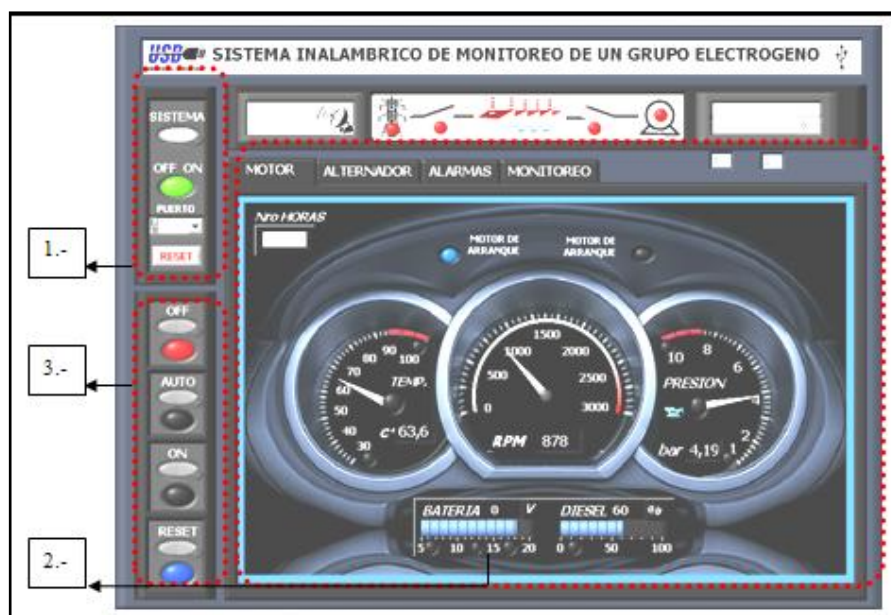 USB SISTEMA INALAMBRICO DE MONITOREO DE UN GRUPO ELECTROGENO
SISTEMA
OFF ON
PUERTO
RESET
MOTOR ALTERNADOR ALARMAS MONITOREO
Nro HORAS
MOTOR DE ARRANQUE
MOTOR DE ARRANQUE
1.-
3.-
2.-
OFF
AUTO
ON
RESET
30 40 50 60 70 80 90 100
TEMP.
C° 63,6
0 500 1000 1500 2000 2500 3000
RPM 878
10 8 6 2 1
PRESION
bar 4,19
BATERIA 0 V
5 10 15 20
DIESEL 60 %
0 50 100